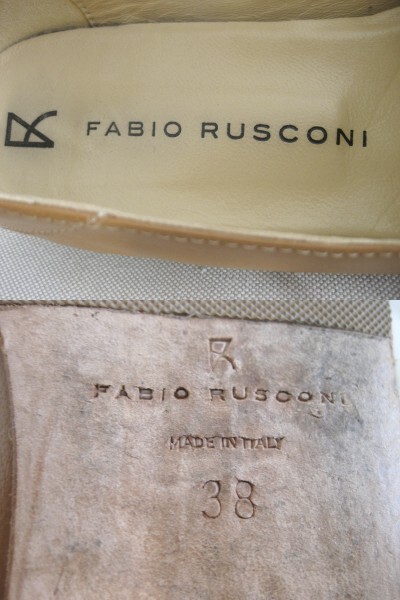 FABIO RUSCONI
FABIO RUSCONI
MADE IN ITALY
38